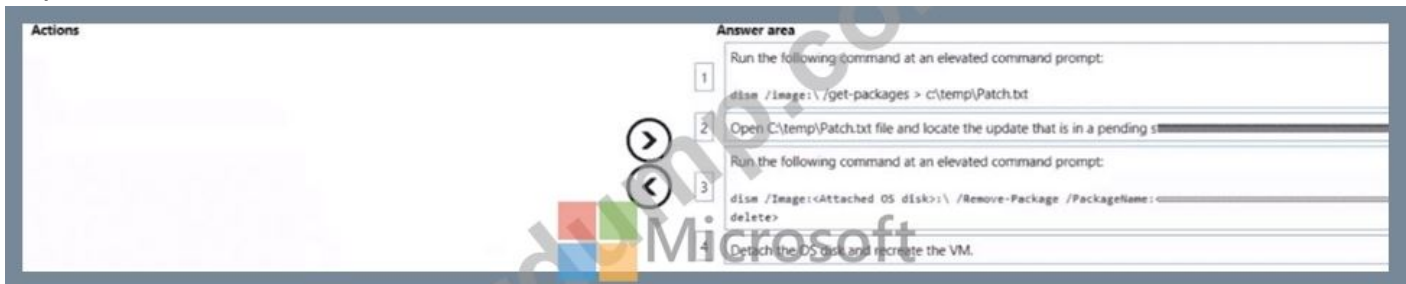 Actions
Answer area
1
Run the following command at an elevated command prompt:
dism /image:\ /get-packages > c:\temp\Patch.txt
2
Open C:\temp\Patch.txt file and locate the update that is in a pending
3
Run the following command at an elevated command prompt:
dism /Image:<Attached OS disk>:\ /Remove-Package /PackageName:
delete>
4
Detach the OS disk and recreate the VM.
Microsoft